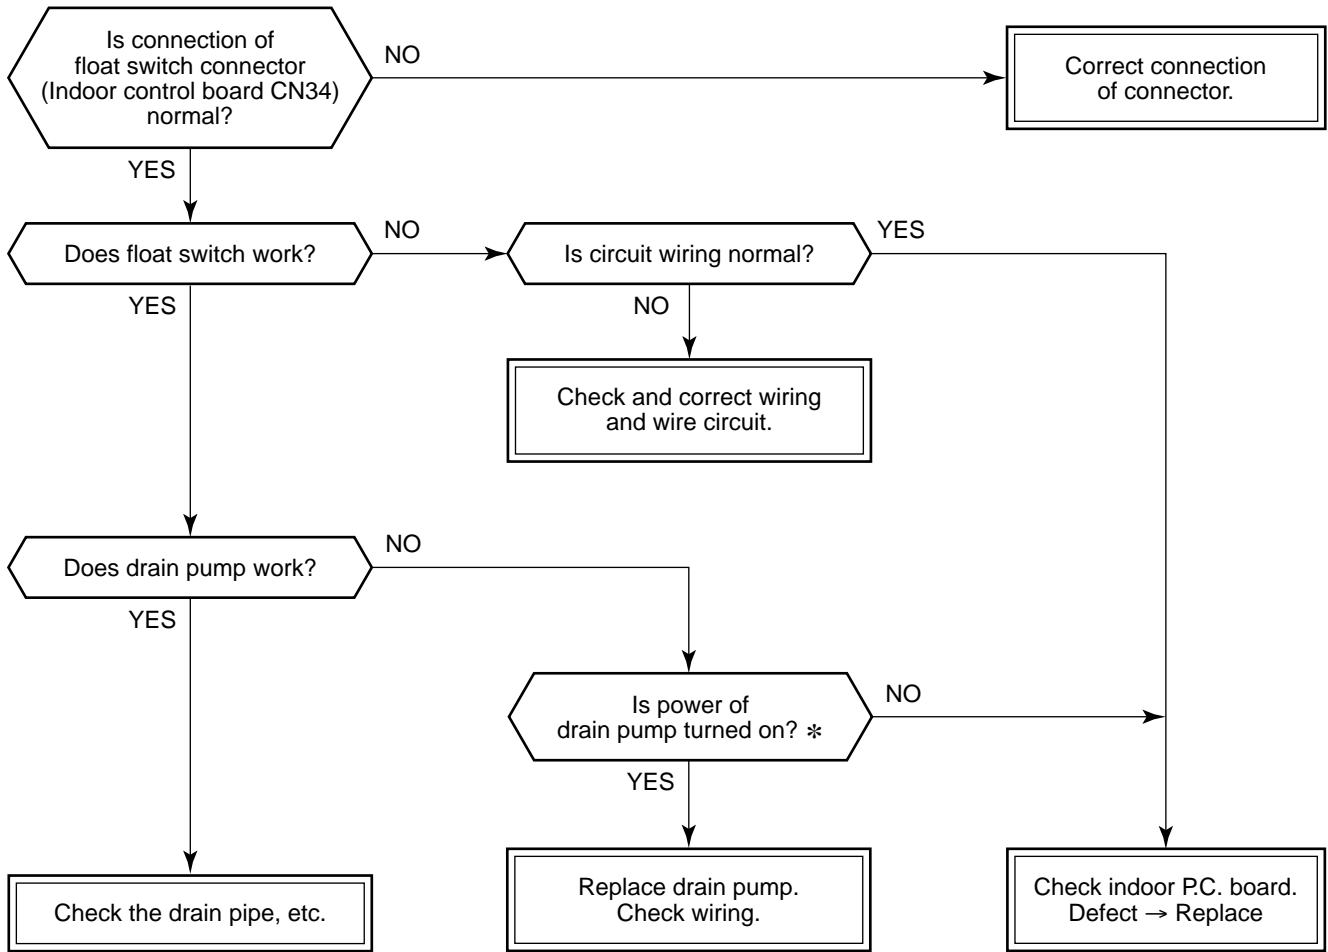 Is connection of
float switch connector
(Indoor control board CN34)
normal?
NO
Correct connection
of connector.
YES
Does float switch work?
NO
Is circuit wiring normal?
YES
YES
NO
Check and correct wiring
and wire circuit.
Does drain pump work?
NO
YES
Is power of
drain pump turned on? *
NO
YES
Check the drain pipe, etc.
Replace drain pump.
Check wiring.
Check indoor P.C. board.
Defect → Replace